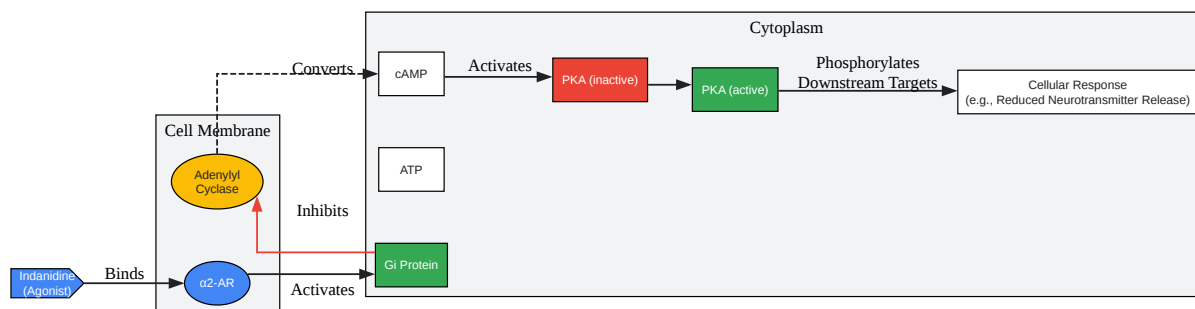 Cytoplasm
Converts
cAMP
Activates
PKA (inactive)
PKA (active)
Phosphorylates
Downstream Targets
Cellular Response
(e.g., Reduced Neurotransmitter Release)
Cell Membrane
Adenylyl
Cyclase
ATP
Inhibits
Gi Protein
Indanidine
(Agonist)
Binds
α2-AR
Activates